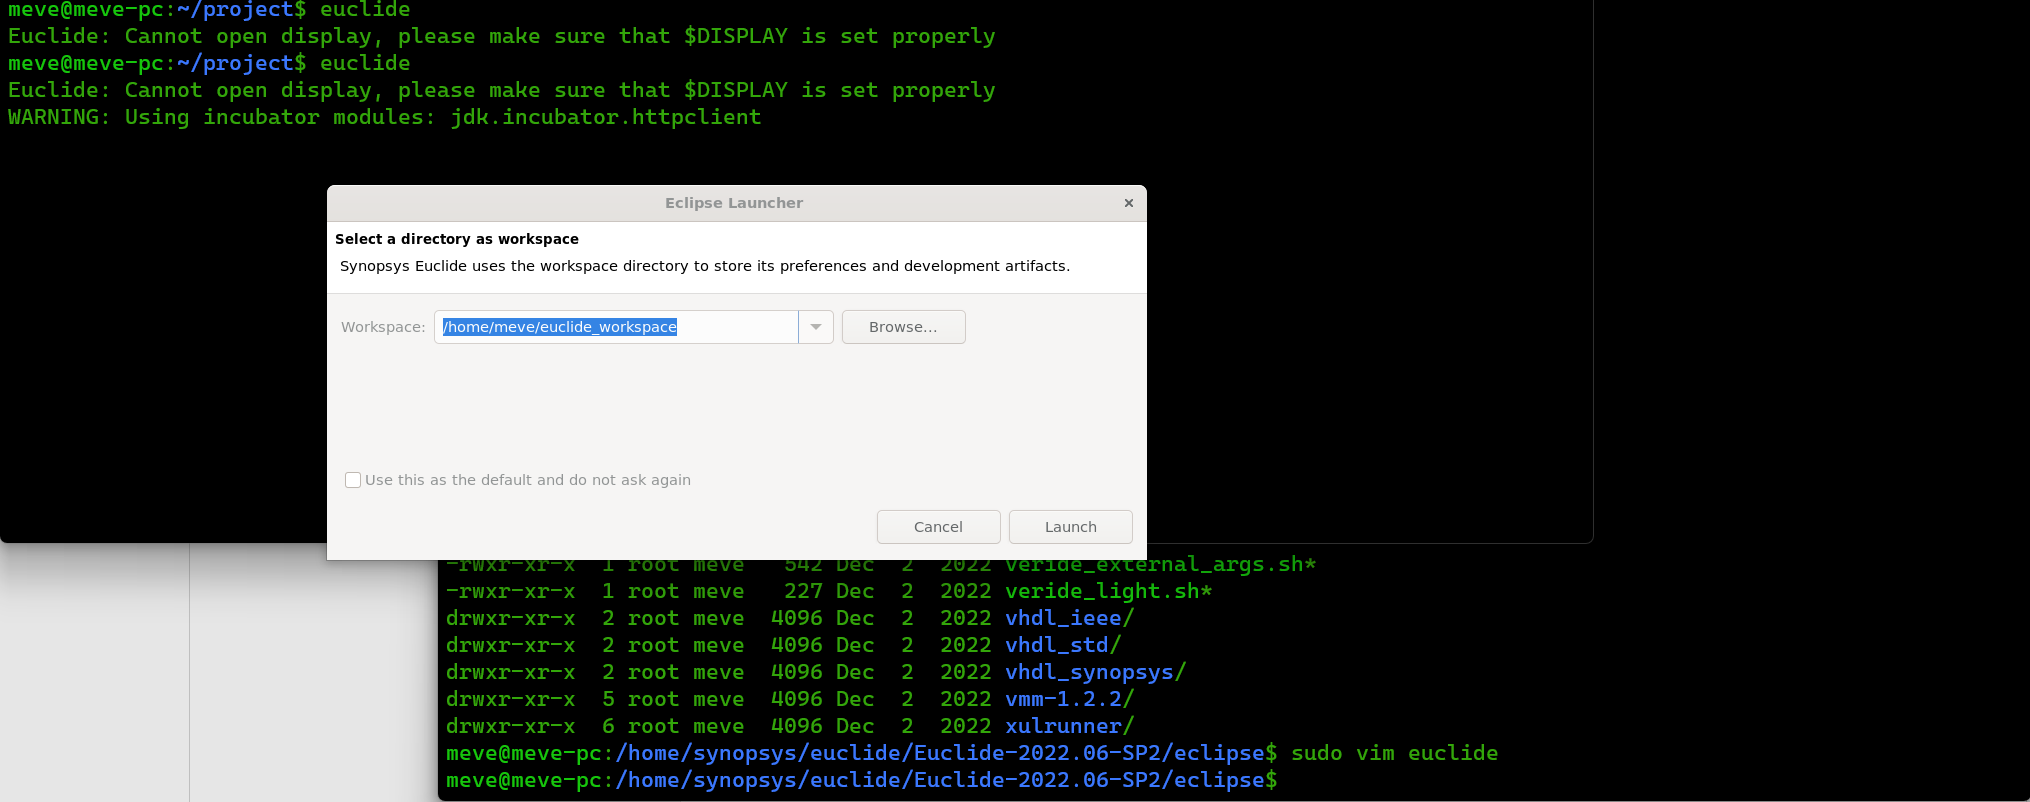 meve@meve-pc:~/project$ euclide
Euclide: Cannot open display, please make sure that $DISPLAY is set properly
meve@meve-pc:~/project$ euclide
Euclide: Cannot open display, please make sure that $DISPLAY is set properly
WARNING: Using incubator modules: jdk.incubator.httpclient
Eclipse Launcher
Select a directory as workspace
Synopsys Euclide uses the workspace directory to store its preferences and development artifacts.
Workspace: /home/meve/euclide_workspace Browse...
Use this as the default and do not ask again
Cancel Launch
-rwxr-xr-x 1 root meve 542 Dec 2 2022 veride_external_args.sh*
-rwxr-xr-x 1 root meve 227 Dec 2 2022 veride_light.sh*
drwxr-xr-x 2 root meve 4096 Dec 2 2022 vhdl_ieee/
drwxr-xr-x 2 root meve 4096 Dec 2 2022 vhdl_std/
drwxr-xr-x 2 root meve 4096 Dec 2 2022 vhdl_synopsys/
drwxr-xr-x 5 root meve 4096 Dec 2 2022 vmm-1.2.2/
drwxr-xr-x 6 root meve 4096 Dec 2 2022 xulrunner/
meve@meve-pc:/home/synopsys/euclide/Euclide-2022.06-SP2/eclipse$ sudo vim euclide
meve@meve-pc:/home/synopsys/euclide/Euclide-2022.06-SP2/eclipse$